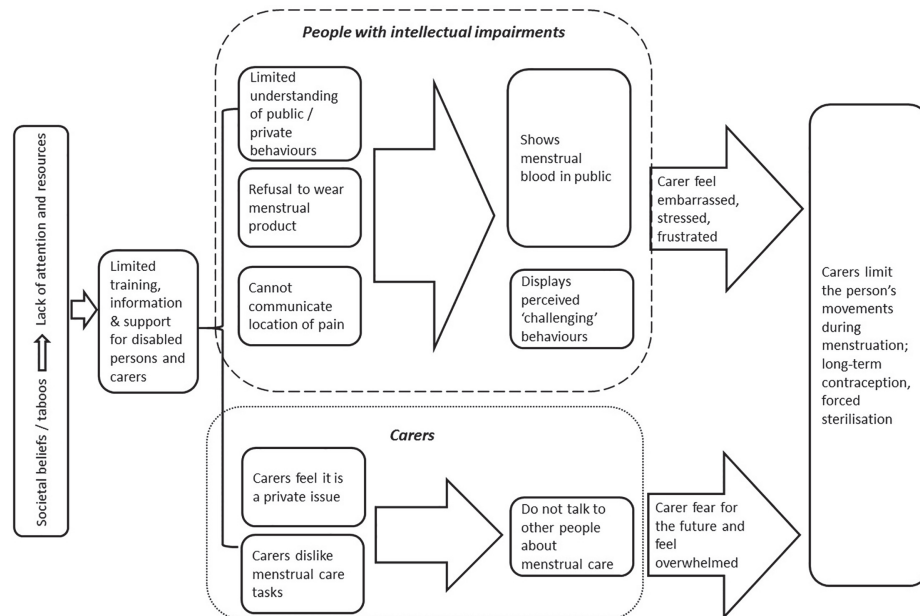 Societal beliefs / taboos
Lack of attention and resources
Limited
training,
information
& support
for disabled
persons and
carers
People with intellectual impairments
Limited
understanding
of public /
private
behaviours
Refusal to wear
menstrual
product
Cannot
communicate
location of pain
Shows
menstrual
blood in public
Displays
perceived
‘challenging’
behaviours
Carer feel
embarrassed,
stressed,
frustrated
Carers
Carers feel it is
a private issue
Carers dislike
menstrual care
tasks
Do not talk to
other people
about
menstrual care
Carer fear for
the future and
feel
overwhelmed
Carers limit
the person’s
movements
during
menstruation;
long-term
contraception,
forced
sterilisation